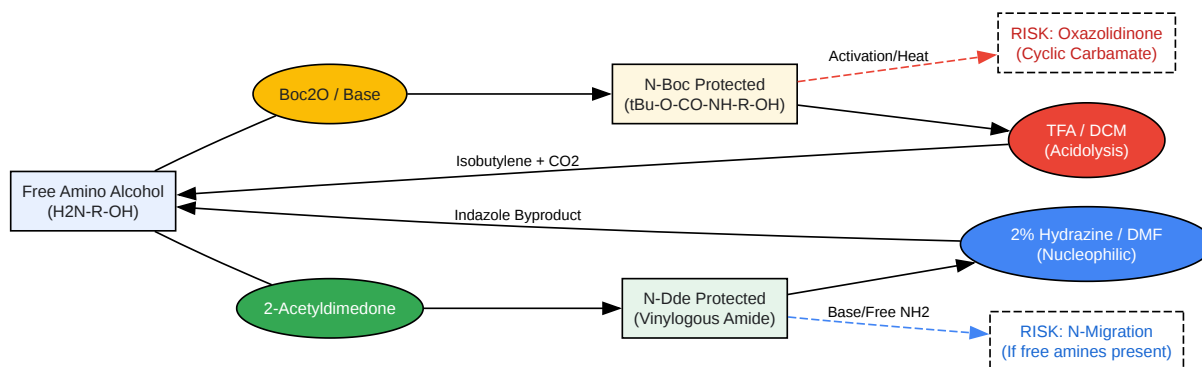 RISK: Oxazolidinone
(Cyclic Carbamate)
Activation/Heat
Boc2O / Base
N-Boc Protected
(tBu-O-CO-NH-R-OH)
TFA / DCM
(Acidolysis)
Isobutylene + CO2
Free Amino Alcohol
(H2N-R-OH)
Indazole Byproduct
2% Hydrazine / DMF
(Nucleophilic)
2-Acetyldimedone
N-Dde Protected
(Vinylogous Amide)
Base/Free NH2
RISK: N-Migration
(If free amines present)